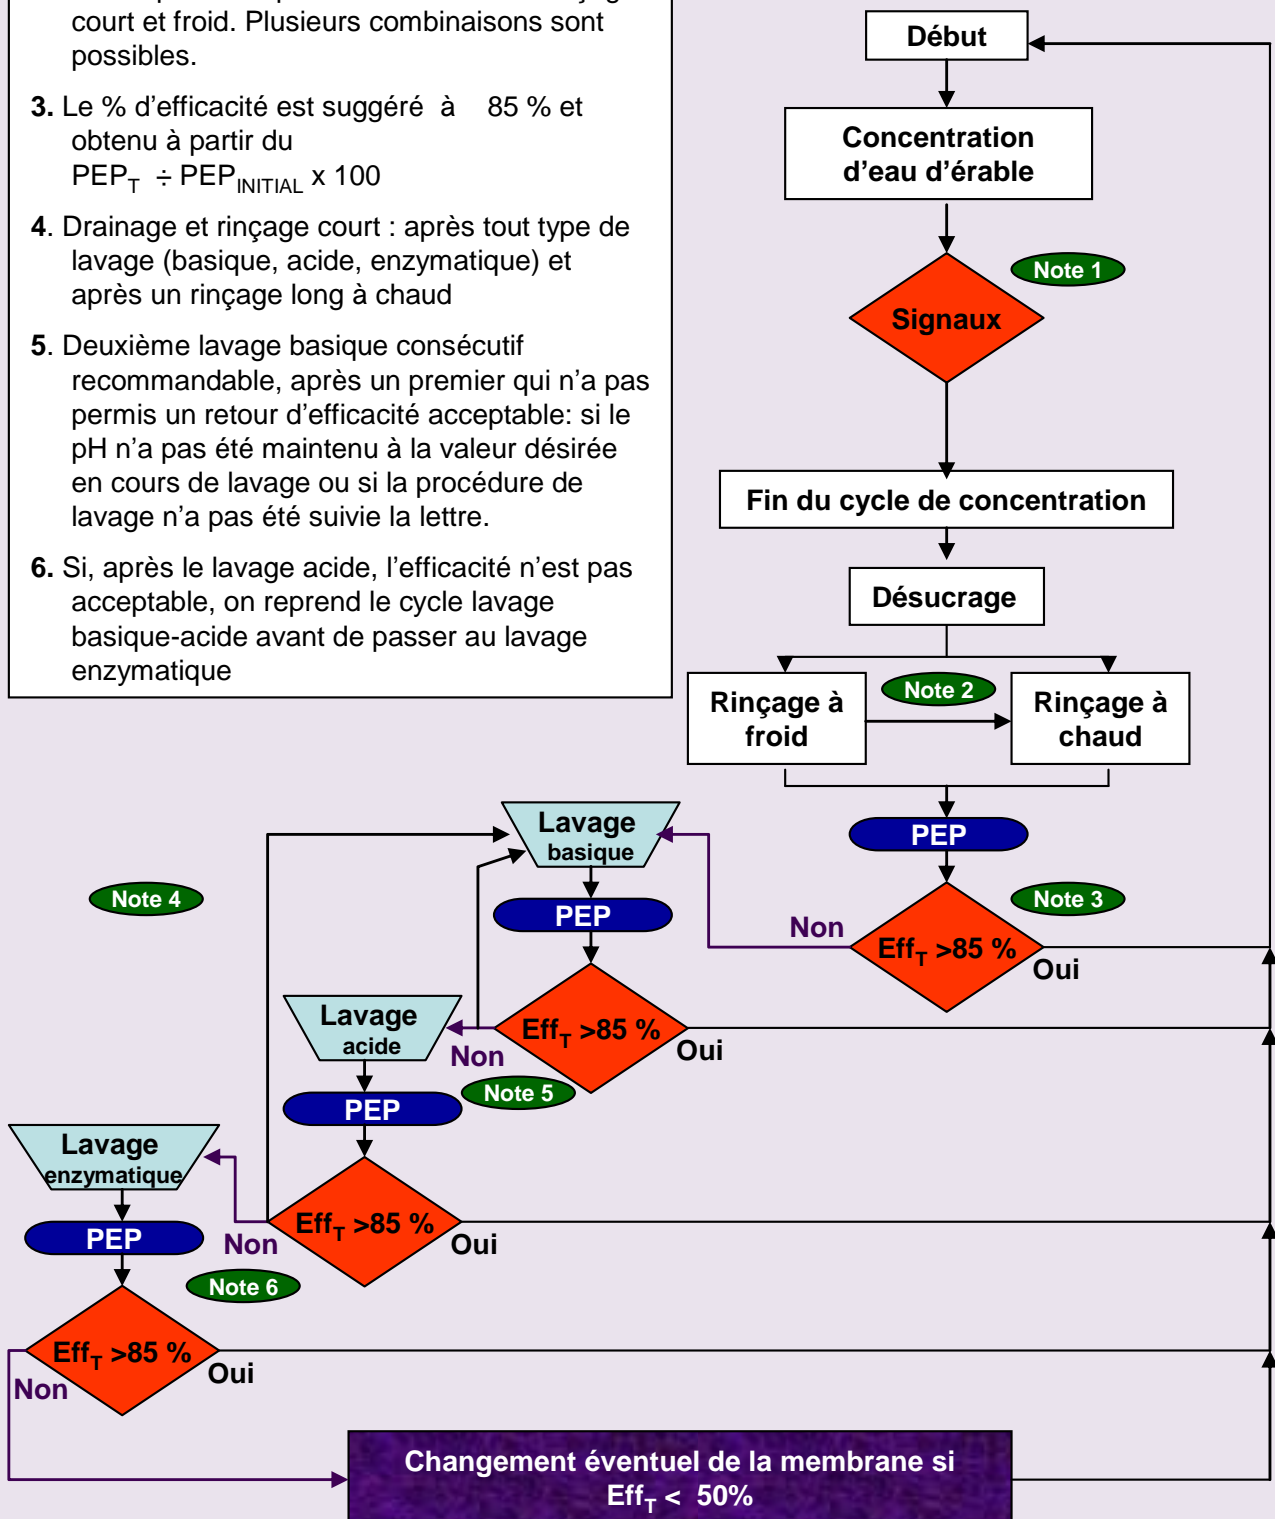 court et froid. Plusieurs combinaisons sont
possibles.
3. Le % d'efficacité est suggéré à 85 % et
obtenu à partir du
PEP_T ÷ PEP_INITIAL x 100
4. Drainage et rinçage court : après tout type de
lavage (basique, acide, enzymatique) et
après un rinçage long à chaud
5. Deuxième lavage basique consécutif
recommandable, après un premier qui n'a pas
permis un retour d'efficacité acceptable: si le
pH n'a pas été maintenu à la valeur désirée
en cours de lavage ou si la procédure de
lavage n'a pas été suivie la lettre.
6. Si, après le lavage acide, l'efficacité n'est pas
acceptable, on reprend le cycle lavage
basique-acide avant de passer au lavage
enzymatique
Début
Concentration
d'eau d'érable
Note 1
Signaux
Fin du cycle de concentration
Désucrage
Note 2
Rinçage à
froid
Rinçage à
chaud
PEP
Note 3
Eff_T >85 %
Non
Oui
Lavage
basique
Note 4
PEP
Eff_T >85 %
Non
Oui
Note 5
Lavage
acide
PEP
Eff_T >85 %
Non
Oui
Note 6
Lavage
enzymatique
PEP
Eff_T >85 %
Non
Oui
Changement éventuel de la membrane si
Eff_T < 50%